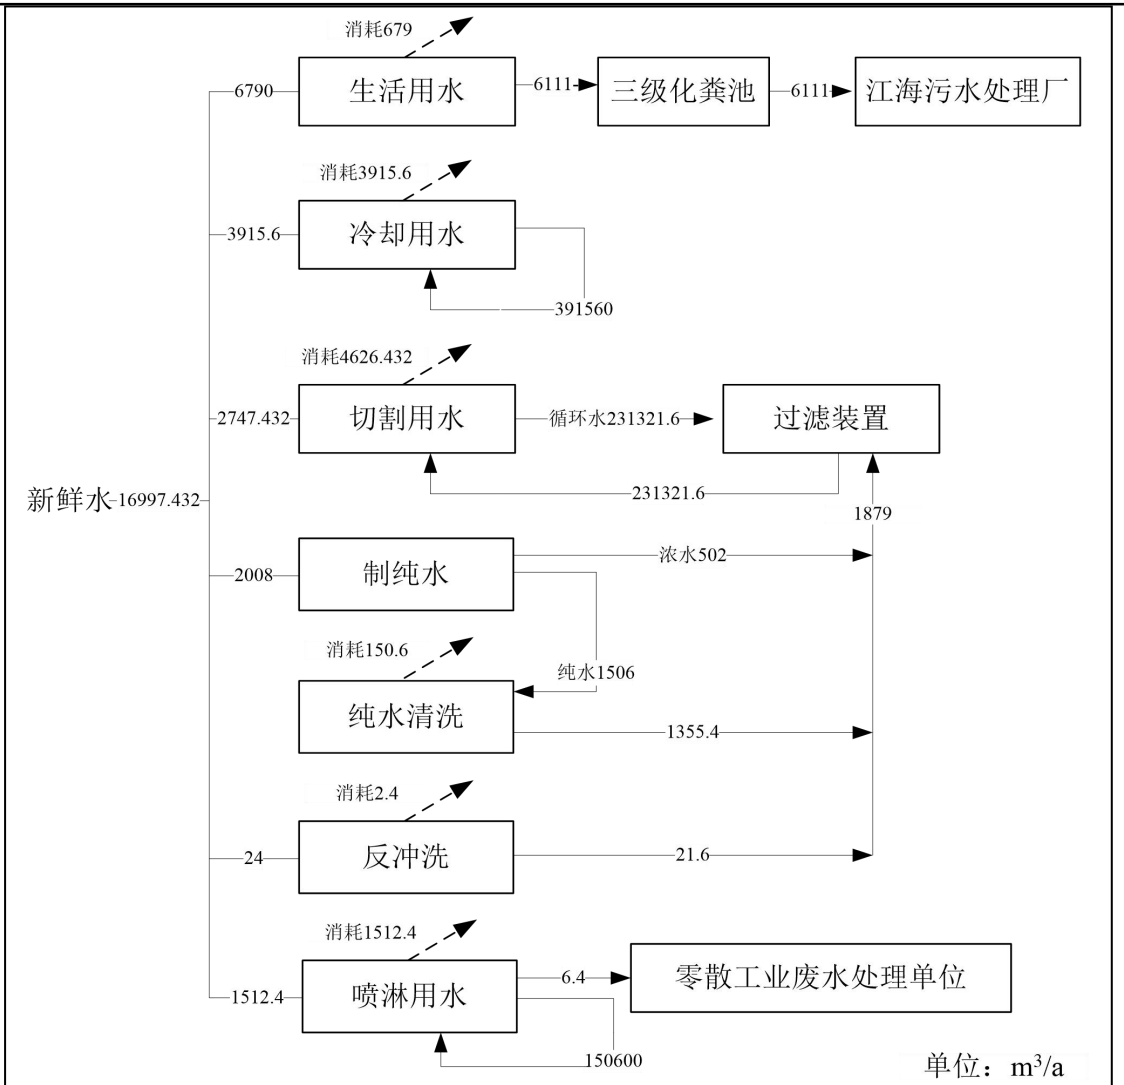 消耗679
6790
生活用水
6111
三级化粪池
6111
江海污水处理厂
消耗3915.6
3915.6
冷却用水
391560
消耗4626.432
2747.432
切割用水
循环水231321.6
过滤装置
231321.6
新鲜水
16997.432
1879
2008
制纯水
浓水502
消耗150.6
纯水1506
纯水清洗
1355.4
消耗2.4
24
反冲洗
21.6
消耗1512.4
1512.4
喷淋用水
6.4
零散工业废水处理单位
150600
单位：m³/a